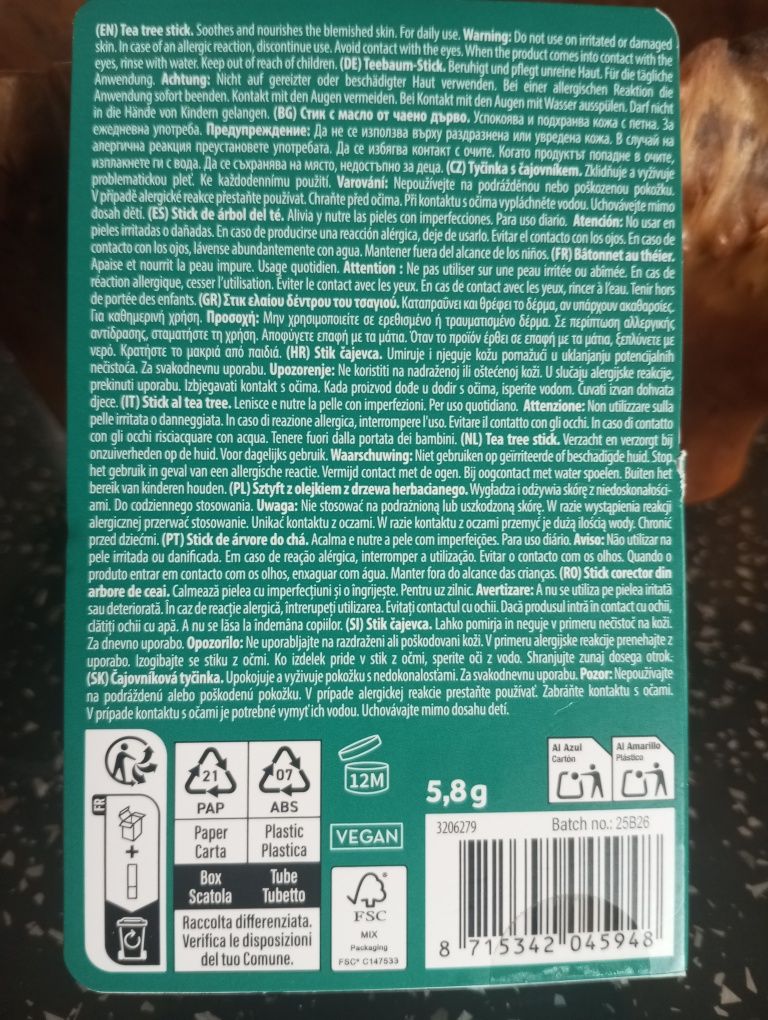 (EN) Tea tree stick. Soothes and nourishes the blemished skin. For daily use. Warning: Do not use on irritated or damaged
skin. In case of an allergic reaction, discontinue use. Avoid contact with the eyes. When the product comes into contact with the
eyes, rinse with water. Keep out of reach of children. (DE) Teebaum-Stick. Beruhigt und pflegt unreine Haut. Für die tägliche
Anwendung. Achtung: Nicht auf gereizter oder beschädigter Haut verwenden. Bei einer allergischen Reaktion die
Anwendung sofort beenden. Kontakt mit den Augen vermeiden. Bei Kontakt mit den Augen mit Wasser ausspülen. Darf nicht
in die Hände von Kindern gelangen. (BG) Стик с масло от чаено дърво. Успокоява и подхранва кожа с петна. За
ежедневна употреба. Предупреждение: Да не се използва върху раздразнена или увредена кожа. В случай на
алергична реакция преустановете употребата. Да се избягва контакт с очите. Когато продуктът попадне в очите,
изплакнете ги с вода. Да се съхранява на място, недостъпно за деца. (CZ) Tyčinka s čajovníkem. Zklidňuje a vyživuje
problematickou pleť. Ke každodennímu použití. Varování: Nepoužívejte na podrážděnou nebo poškozenou pokožku.
V případě alergické reakce přestaňte používat. Chraňte před očima. Při kontaktu s očima vypláchněte vodou. Uchovávejte mimo
dosah dětí. (ES) Stick de árbol del té. Alivia y nutre las pieles con imperfecciones. Para uso diario. Atención: No usar en
pieles irritadas o dañadas. En caso de producirse una reacción alérgica, deje de usarlo. Evitar el contacto con los ojos. En caso de
contacto con los ojos, lávense abundantemente con agua. Mantener fuera del alcance de los niños. (FR) Bâtonnet au théier.
Apaise et nourrit la peau impure. Usage quotidien. Attention : Ne pas utiliser sur une peau irritée ou abîmée. En cas de
réaction allergique, cesser l'utilisation. Éviter le contact avec les yeux. En cas de contact avec les yeux, rincer à l'eau. Tenir hors
de portée des enfants. (GR) Στικ ελαίου δέντρου του τσαγιού. Καταπραΰνει και θρέφει το δέρμα, αν υπάρχουν ακαθαρσίες.
Για καθημερινή χρήση. Προσοχή: Μην χρησιμοποιείτε σε ερεθισμένο ή τραυματισμένο δέρμα. Σε περίπτωση αλλεργικής
αντίδρασης, σταματήστε τη χρήση. Αποφύγετε επαφή με τα μάτια. Όταν το προϊόν έρθει σε επαφή με τα μάτια, ξεπλύνετε με
νερό. Κρατήστε το μακριά από παιδιά. (HR) Stik čajevca. Umiruje i njeguje kožu pomažući u uklanjanju potencijalnih
nečistoća. Za svakodnevnu uporabu. Upozorenje: Ne koristiti na nadraženoj ili oštećenoj koži. U slučaju alergijske reakcije,
prekinuti uporabu. Izbjegavati kontakt s očima. Kada proizvod dođe u dodir s očima, isperite vodom. Čuvati izvan dohvata
djece. (IT) Stick al tea tree. Lenisce e nutre la pelle con imperfezioni. Per uso quotidiano. Attenzione: Non utilizzare sulla
pelle irritata o danneggiata. In caso di reazione allergica, interrompere l'uso. Evitare il contatto con gli occhi. In caso di contatto
con gli occhi risciacquare con acqua. Tenere fuori dalla portata dei bambini. (NL) Tea tree stick. Verzacht en verzorgt bij
onzuiverheden op de huid. Voor dagelijks gebruik. Waarschuwing: Niet gebruiken op geïrriteerde of beschadigde huid. Stop
het gebruik in geval van een allergische reactie. Vermijd contact met de ogen. Bij oogcontact met water spoelen. Buiten het
bereik van kinderen houden. (PL) Sztyft z olejkiem z drzewa herbacianego. Wygładza i odżywia skórę z niedoskonałości-
ami. Do codziennego stosowania. Uwaga: Nie stosować na podrażnioną lub uszkodzoną skórę. W razie wystąpienia reakcji
alergicznej przerwać stosowanie. Unikać kontaktu z oczami. W razie kontaktu z oczami przemyć je dużą ilością wody. Chronić
przed dziećmi. (PT) Stick de árvore do chá. Acalma e nutre a pele com imperfeições. Para uso diário. Aviso: Não utilizar na
pele irritada ou danificada. Em caso de reação alérgica, interromper a utilização. Evitar o contacto com os olhos. Quando o
produto entrar em contacto com os olhos, enxaguar com água. Manter fora do alcance das crianças. (RO) Stick corector din
arbore de ceai. Calmează pielea cu imperfecțiuni și o îngrijește. Pentru uz zilnic. Avertizare: A nu se utiliza pe pielea iritată
sau deteriorată. În caz de reacție alergică, întrerupeți utilizarea. Evitați contactul cu ochii. Dacă produsul intră în contact cu ochii,
clătiți ochii cu apă. A nu se lăsa la îndemâna copiilor. (SI) Stik čajevca. Lahko pomirja in neguje v primeru nečistoč na koži.
Za dnevno uporabo. Opozorilo: Ne uporabljajte na razdraženi ali poškodovani koži. V primeru alergijske reakcije prenehajte z
uporabo. Izogibajte se stiku z očmi. Ko izdelek pride v stik z očmi, sperite oči z vodo. Shranjujte zunaj dosega otrok.
(SK) Čajovníková tyčinka. Upokojuje a vyživuje pokožku s nedokonalosťami. Za svakodnevnu uporabu. Pozor: Nepoužívajte
na podráždenú alebo poškodenú pokožku. V prípade alergickej reakcie prestaňte používať. Zabráňte kontaktu s očami.
V prípade kontaktu s očami je potrebné vymyť ich vodou. Uchovávajte mimo dosahu detí.
FR
21
PAP
07
ABS
Paper
Carta
Plastic
Plastica
Box
Scatola
Tube
Tubetto
Raccolta differenziata.
Verifica le disposizioni
del tuo Comune.
12M
VEGAN
FSC
MIX
Packaging
FSC® C147533
5,8g
Al Azul
Cartón
Al Amarillo
Plástico
3206279
Batch no.: 25B26
8 715342 045948